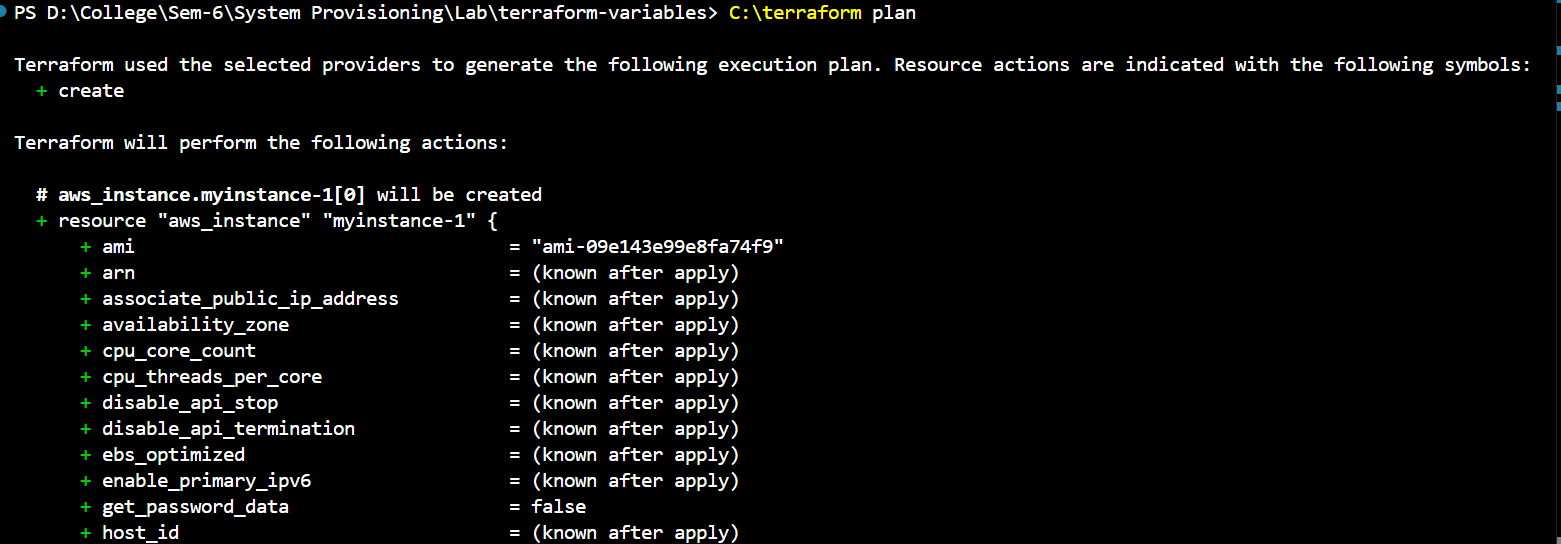 PS D:\College\Sem-6\System Provisioning\Lab\terraform-variables> C:\terraform plan
Terraform used the selected providers to generate the following execution plan. Resource actions are indicated with the following symbols:
+ create
Terraform will perform the following actions:
# aws_instance.myinstance-1[0] will be created
+ resource "aws_instance" "myinstance-1" {
+ ami = "ami-09e143e99e8fa74f9"
+ arn = (known after apply)
+ associate_public_ip_address = (known after apply)
+ availability_zone = (known after apply)
+ cpu_core_count = (known after apply)
+ cpu_threads_per_core = (known after apply)
+ disable_api_stop = (known after apply)
+ disable_api_termination = (known after apply)
+ ebs_optimized = (known after apply)
+ enable_primary_ipv6 = (known after apply)
+ get_password_data = false
+ host_id = (known after apply)